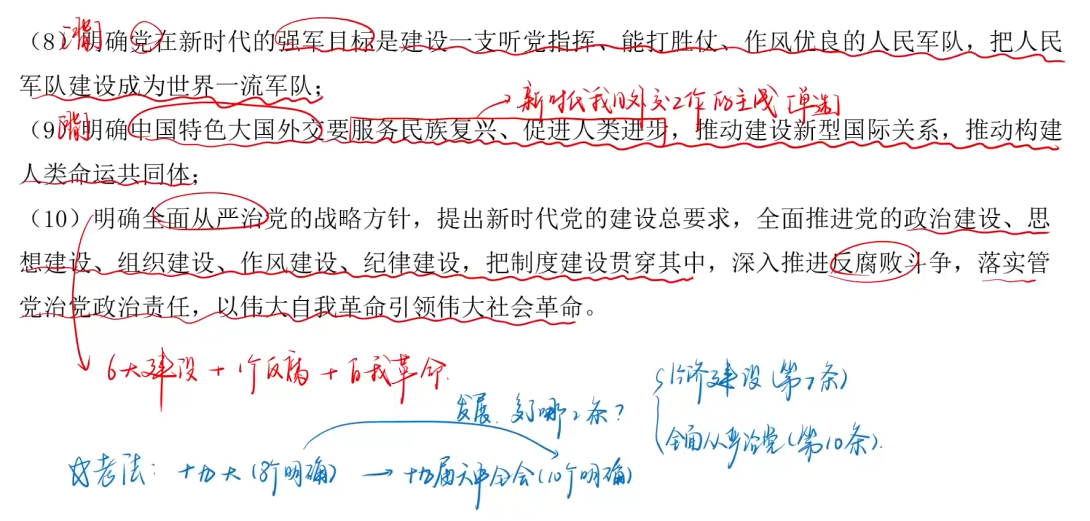 （8）明确党在新时代的强军目标是建设一支听党指挥、能打胜仗、作风优良的人民军队，把人民
军队建设成为世界一流军队；
→新时代我国外交工作的主线[单选]
（9）明确中国特色大国外交要服务民族复兴、促进人类进步，推动建设新型国际关系，推动构建
人类命运共同体；
（10）明确全面从严治党的战略方针，提出新时代党的建设总要求，全面推进党的政治建设、思
想建设、组织建设、作风建设、纪律建设，把制度建设贯穿其中，深入推进反腐败斗争，落实管
党治党政治责任，以伟大自我革命引领伟大社会革命。
6大建设 + 1个反腐 + 自我革命.
经济建设（第7条）
发展，多了哪2条？
全面从严治党（第10条）.
考法：十九大（8个明确）→ 十九届六中全会（10个明确）